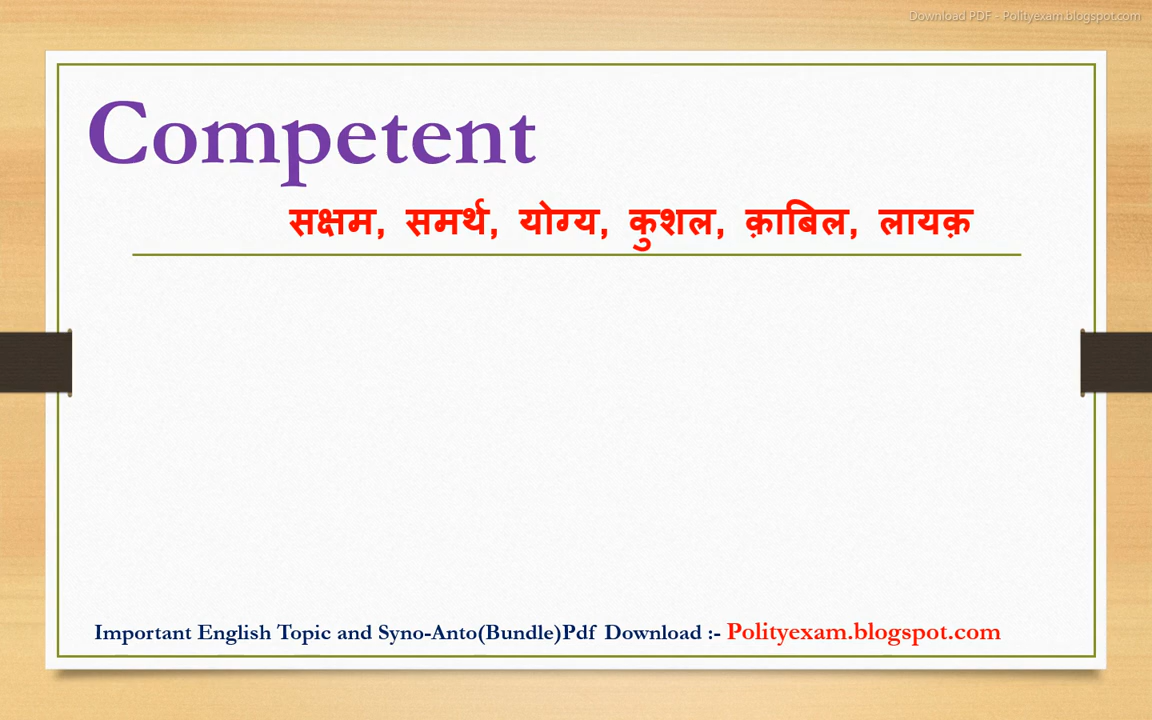 Download PDF - Polityexam.blogspot.com
Competent
सक्षम, समर्थ, योग्य, कुशल, क़ाबिल, लायक़
Important English Topic and Syno-Anto(Bundle)Pdf Download :- Polityexam.blogspot.com